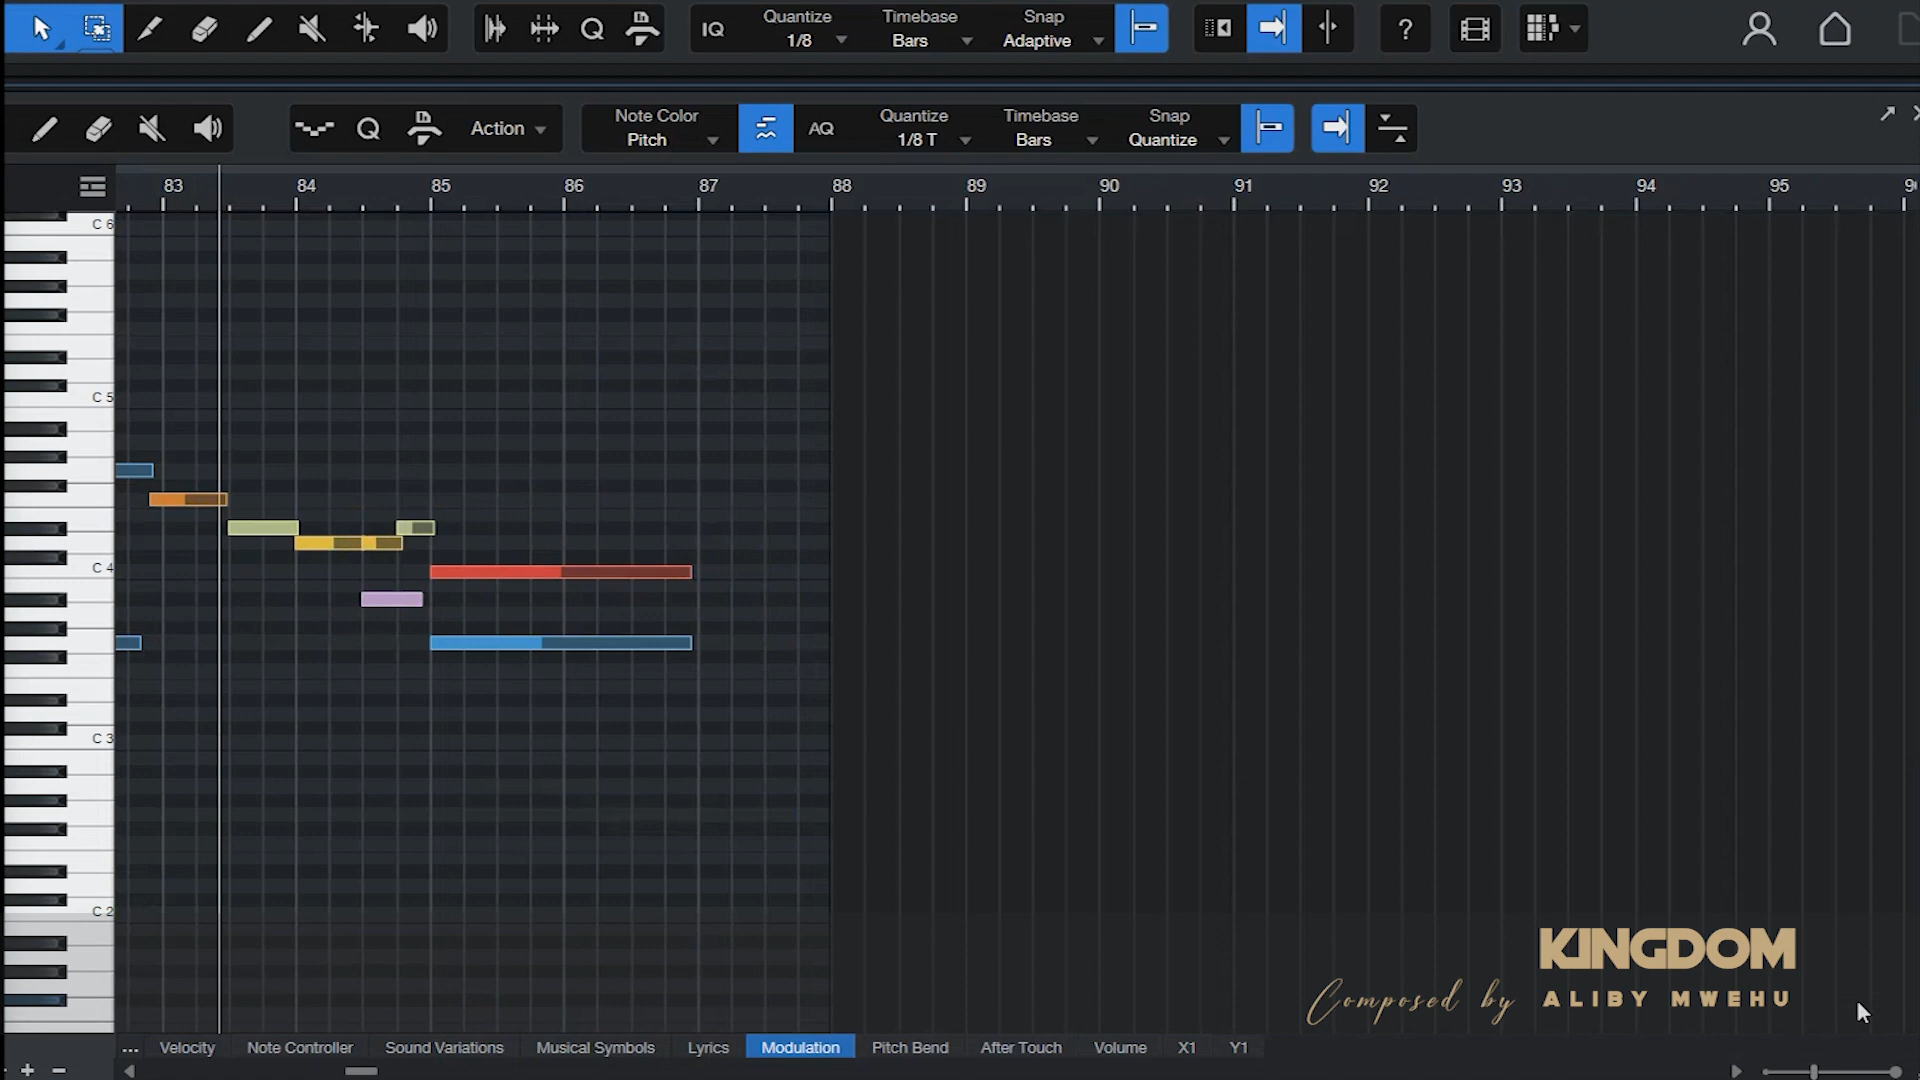 IQ
Quantize
1/8
Timebase
Bars
Snap
Adaptive
?
Action
Note Color
Pitch
AQ
Quantize
1/8 T
Timebase
Bars
Snap
Quantize
83 84 85 86 87 88 89 90 91 92 93 94 95
C 6
C 5
C 4
C 3
C 2
KINGDOM
Composed by ALIBY MWEHU
... Velocity Note Controller Sound Variations Musical Symbols Lyrics Modulation Pitch Bend After Touch Volume X1 Y1